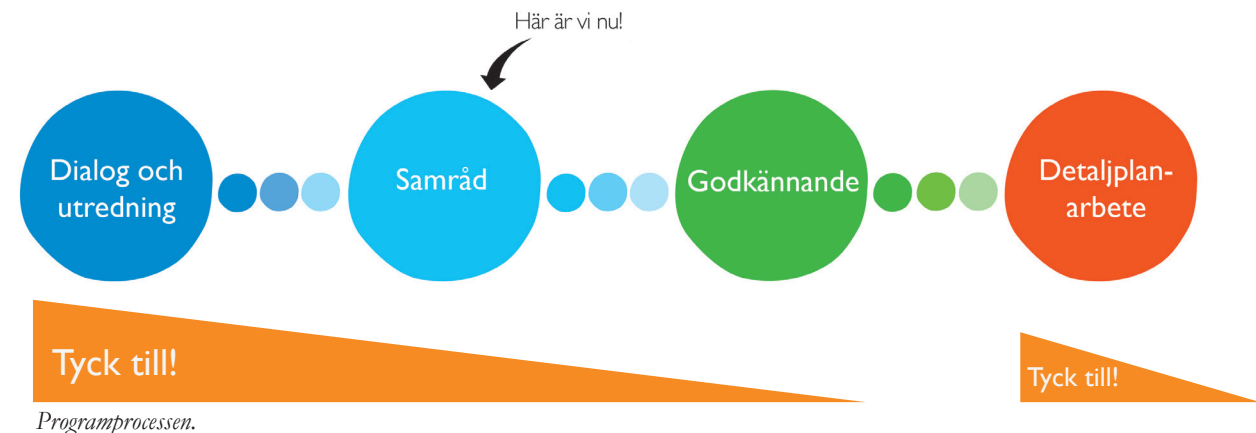 Här är vi nu!
Dialog och
utredning
Samråd
Godkännande
Detaljplan-
arbete
Tyck till!
Tyck till!
Programprocessen.